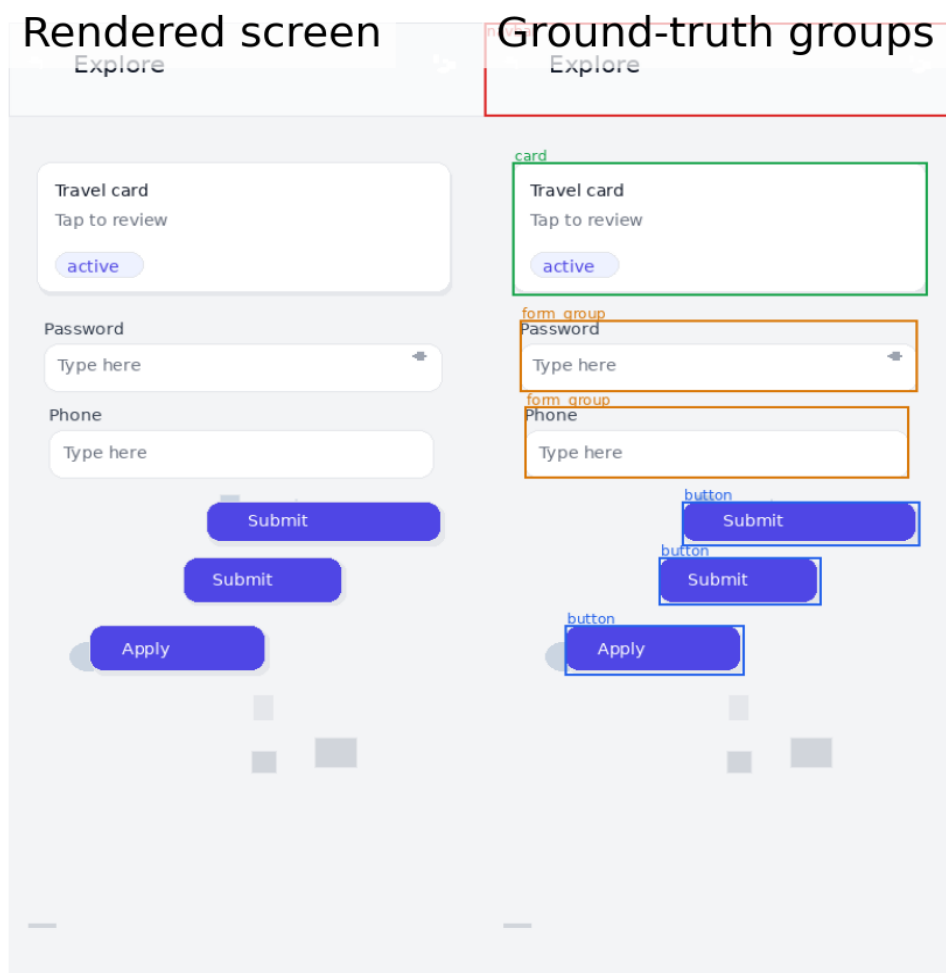 Rendered screen
Ground-truth groups
navbar
Explore
Explore
card
Travel card
Tap to review
active
Travel card
Tap to review
active
Password
Type here
form_group
Password
Type here
Phone
Type here
form_group
Phone
Type here
Submit
button
Submit
Submit
button
Submit
Apply
button
Apply